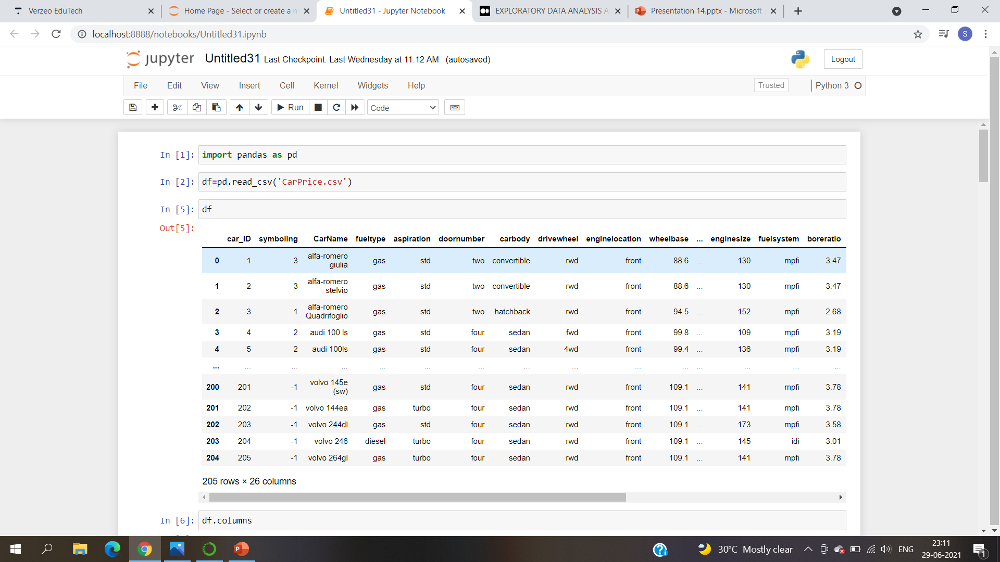 Verzeo EduTech
Home Page - Select or create a n
Untitled31 - Jupyter Notebook
EXPLORATORY DATA ANALYSIS A
Presentation 14.pptx - Microsoft
localhost:8888/notebooks/Untitled31.ipynb
S
jupyter Untitled31 Last Checkpoint: Last Wednesday at 11:12 AM (autosaved)
Logout
File Edit View Insert Cell Kernel Widgets Help
Trusted
Python 3
Run
Code
In [1]: import pandas as pd
In [2]: df=pd.read_csv('CarPrice.csv')
In [5]: df
Out[5]:
car_ID symboling CarName fueltype aspiration doornumber carbody drivewheel enginelocation wheelbase ... enginesize fuelsystem boreratio
0 1 3 alfa-romero giulia gas std two convertible rwd front 88.6 ... 130 mpfi 3.47
1 2 3 alfa-romero stelvio gas std two convertible rwd front 88.6 ... 130 mpfi 3.47
2 3 1 alfa-romero Quadrifoglio gas std two hatchback rwd front 94.5 ... 152 mpfi 2.68
3 4 2 audi 100 ls gas std four sedan fwd front 99.8 ... 109 mpfi 3.19
4 5 2 audi 100ls gas std four sedan 4wd front 99.4 ... 136 mpfi 3.19
... ... ... ... ... ... ... ... ... ... ... ... ... ... ...
200 201 -1 volvo 145e (sw) gas std four sedan rwd front 109.1 ... 141 mpfi 3.78
201 202 -1 volvo 144ea gas turbo four sedan rwd front 109.1 ... 141 mpfi 3.78
202 203 -1 volvo 244dl gas std four sedan rwd front 109.1 ... 173 mpfi 3.58
203 204 -1 volvo 246 diesel turbo four sedan rwd front 109.1 ... 145 idi 3.01
204 205 -1 volvo 264gl gas turbo four sedan rwd front 109.1 ... 141 mpfi 3.78
205 rows × 26 columns
In [6]: df.columns
30°C Mostly clear
ENG
23:11
29-06-2021
1